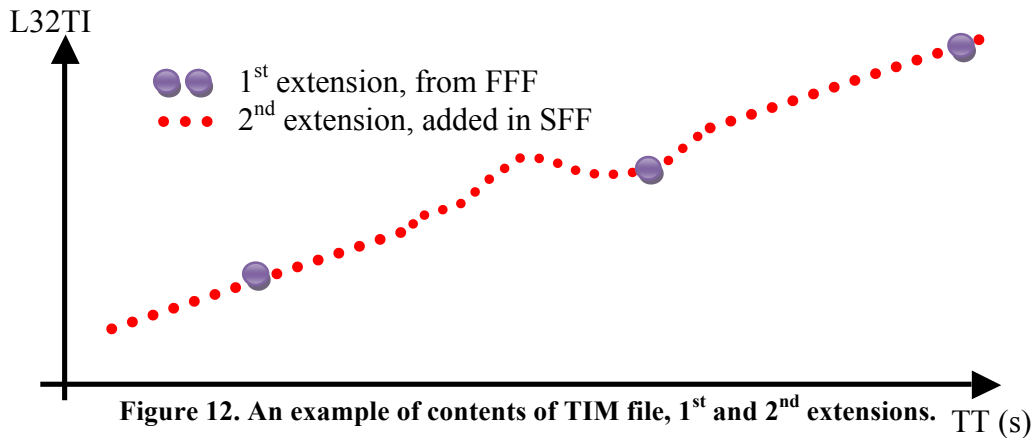 L32TI
1st extension, from FFF
2nd extension, added in SFF
Figure 12. An example of contents of TIM file, 1st and 2nd extensions.
TT (s)